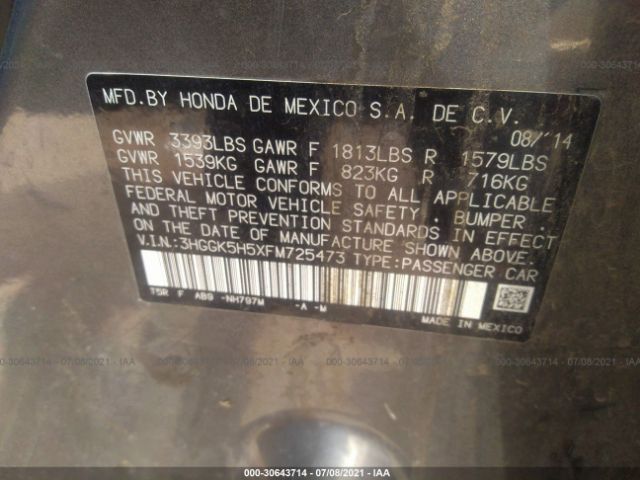 MFD.BY HONDA DE MEXICO S.A. DE C.V.
08/'14
GVWR 3393LBS GAWR F 1813LBS R 1579LBS
GVWR 1539KG GAWR F 823KG R 716KG
THIS VEHICLE CONFORMS TO ALL APPLICABLE
FEDERAL MOTOR VEHICLE SAFETY, BUMPER,
AND THEFT PREVENTION STANDARDS IN EFFECT
ON THE DATE OF MANUFACTURE SHOWN ABOVE.
V.I.N:3HGGK5H5XFM725473 TYPE:PASSENGER CAR
T5R F AB9 -NH797M -A -M
MADE IN MEXICO
000-30643714 - 07/08/2021 - IAA